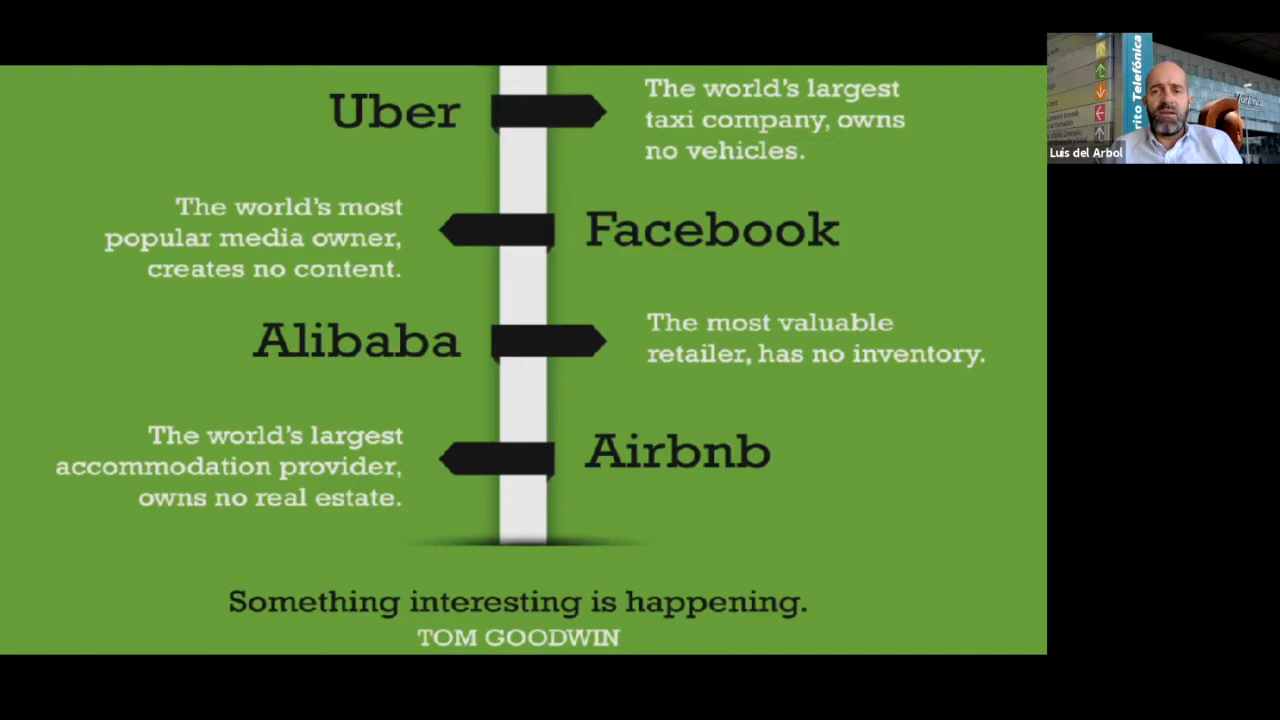 Uber
The world's largest
taxi company, owns
no vehicles.
The world's most
popular media owner,
creates no content.
Facebook
Alibaba
The most valuable
retailer, has no inventory.
The world's largest
accommodation provider,
owns no real estate.
Airbnb
Something interesting is happening.
TOM GOODWIN
rito Telefónica
Luis del Arbol